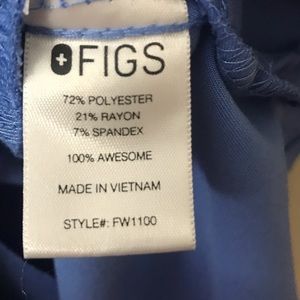 FIGS
72% POLYESTER
21% RAYON
7% SPANDEX
100% AWESOME
MADE IN VIETNAM
STYLE#: FW1100